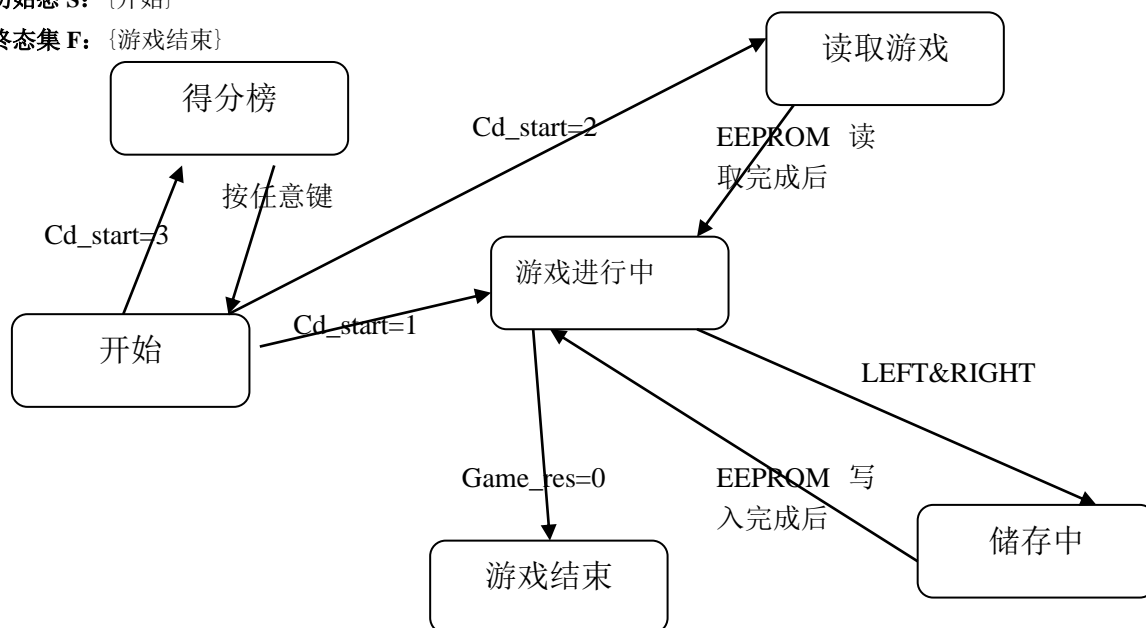 初始态 S：{开始}
终态集 F：{游戏结束}
读取游戏
得分榜
Cd_start=2
EEPROM 读
取完成后
按任意键
Cd_start=3
游戏进行中
Cd_start=1
开始
LEFT&RIGHT
Game_res=0
EEPROM 写
入完成后
储存中
游戏结束